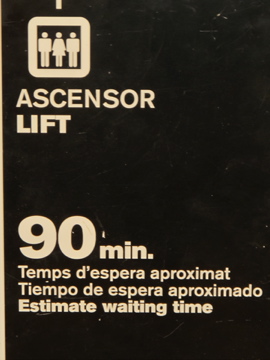 ASCENSOR
LIFT
90 min.
Temps d'espera aproximat
Tiempo de espera aproximado
Estimate waiting time